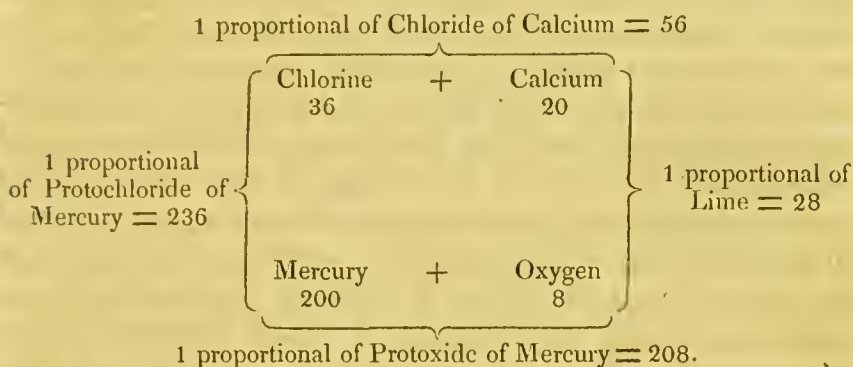 1 proportional of Chloride of Calcium = 56
Chlorine + Calcium
36 20
1 proportional
of Protochloride of
Mercury = 236
1 proportional of
Lime = 28
Mercury + Oxygen
200 8
1 proportional of Protoxide of Mercury = 208.